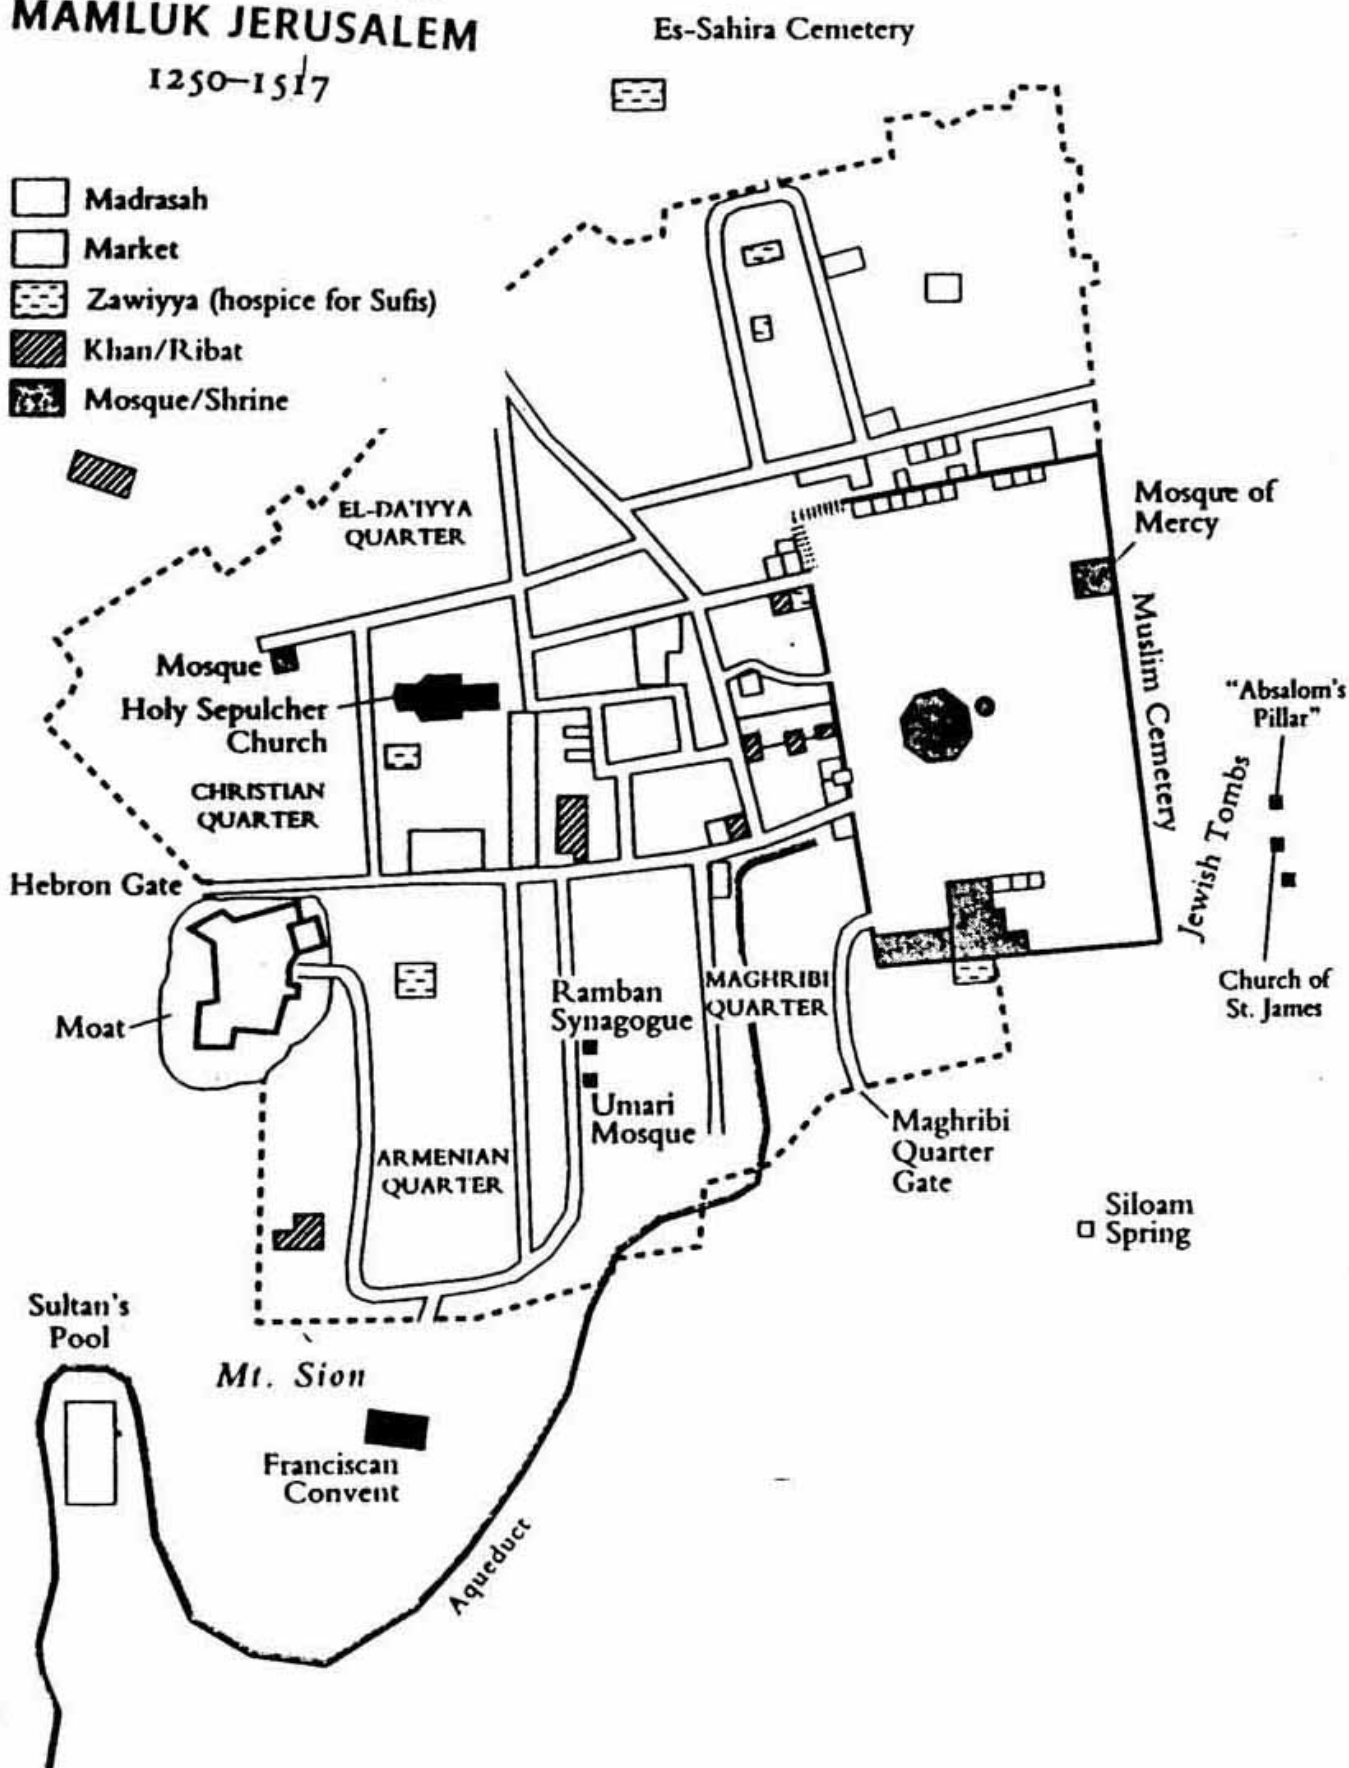 MAMLUK JERUSALEM
1250–1517
Es-Sahira Cemetery
Madrasah
Market
Zawiyya (hospice for Sufis)
Khan/Ribat
Mosque/Shrine
EL-DA'IYYA
QUARTER
Mosque of
Mercy
Muslim Cemetery
Mosque
Holy Sepulcher
Church
"Absalom's
Pillar"
CHRISTIAN
QUARTER
Jewish Tombs
Hebron Gate
Church of
St. James
Moat
Ramban
Synagogue
MAGHRIBI
QUARTER
Umari
Mosque
Maghribi
Quarter
Gate
ARMENIAN
QUARTER
Siloam
Spring
Sultan's
Pool
Mt. Sion
Franciscan
Convent
Aqueduct